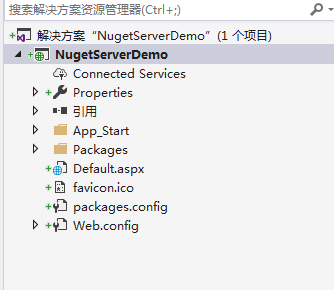 搜索解决方案资源管理器(Ctrl+;)
解决方案 “NugetServerDemo” (1 个项目)
NugetServerDemo
Connected Services
Properties
引用
App_Start
Packages
Default.aspx
favicon.ico
packages.config
Web.config